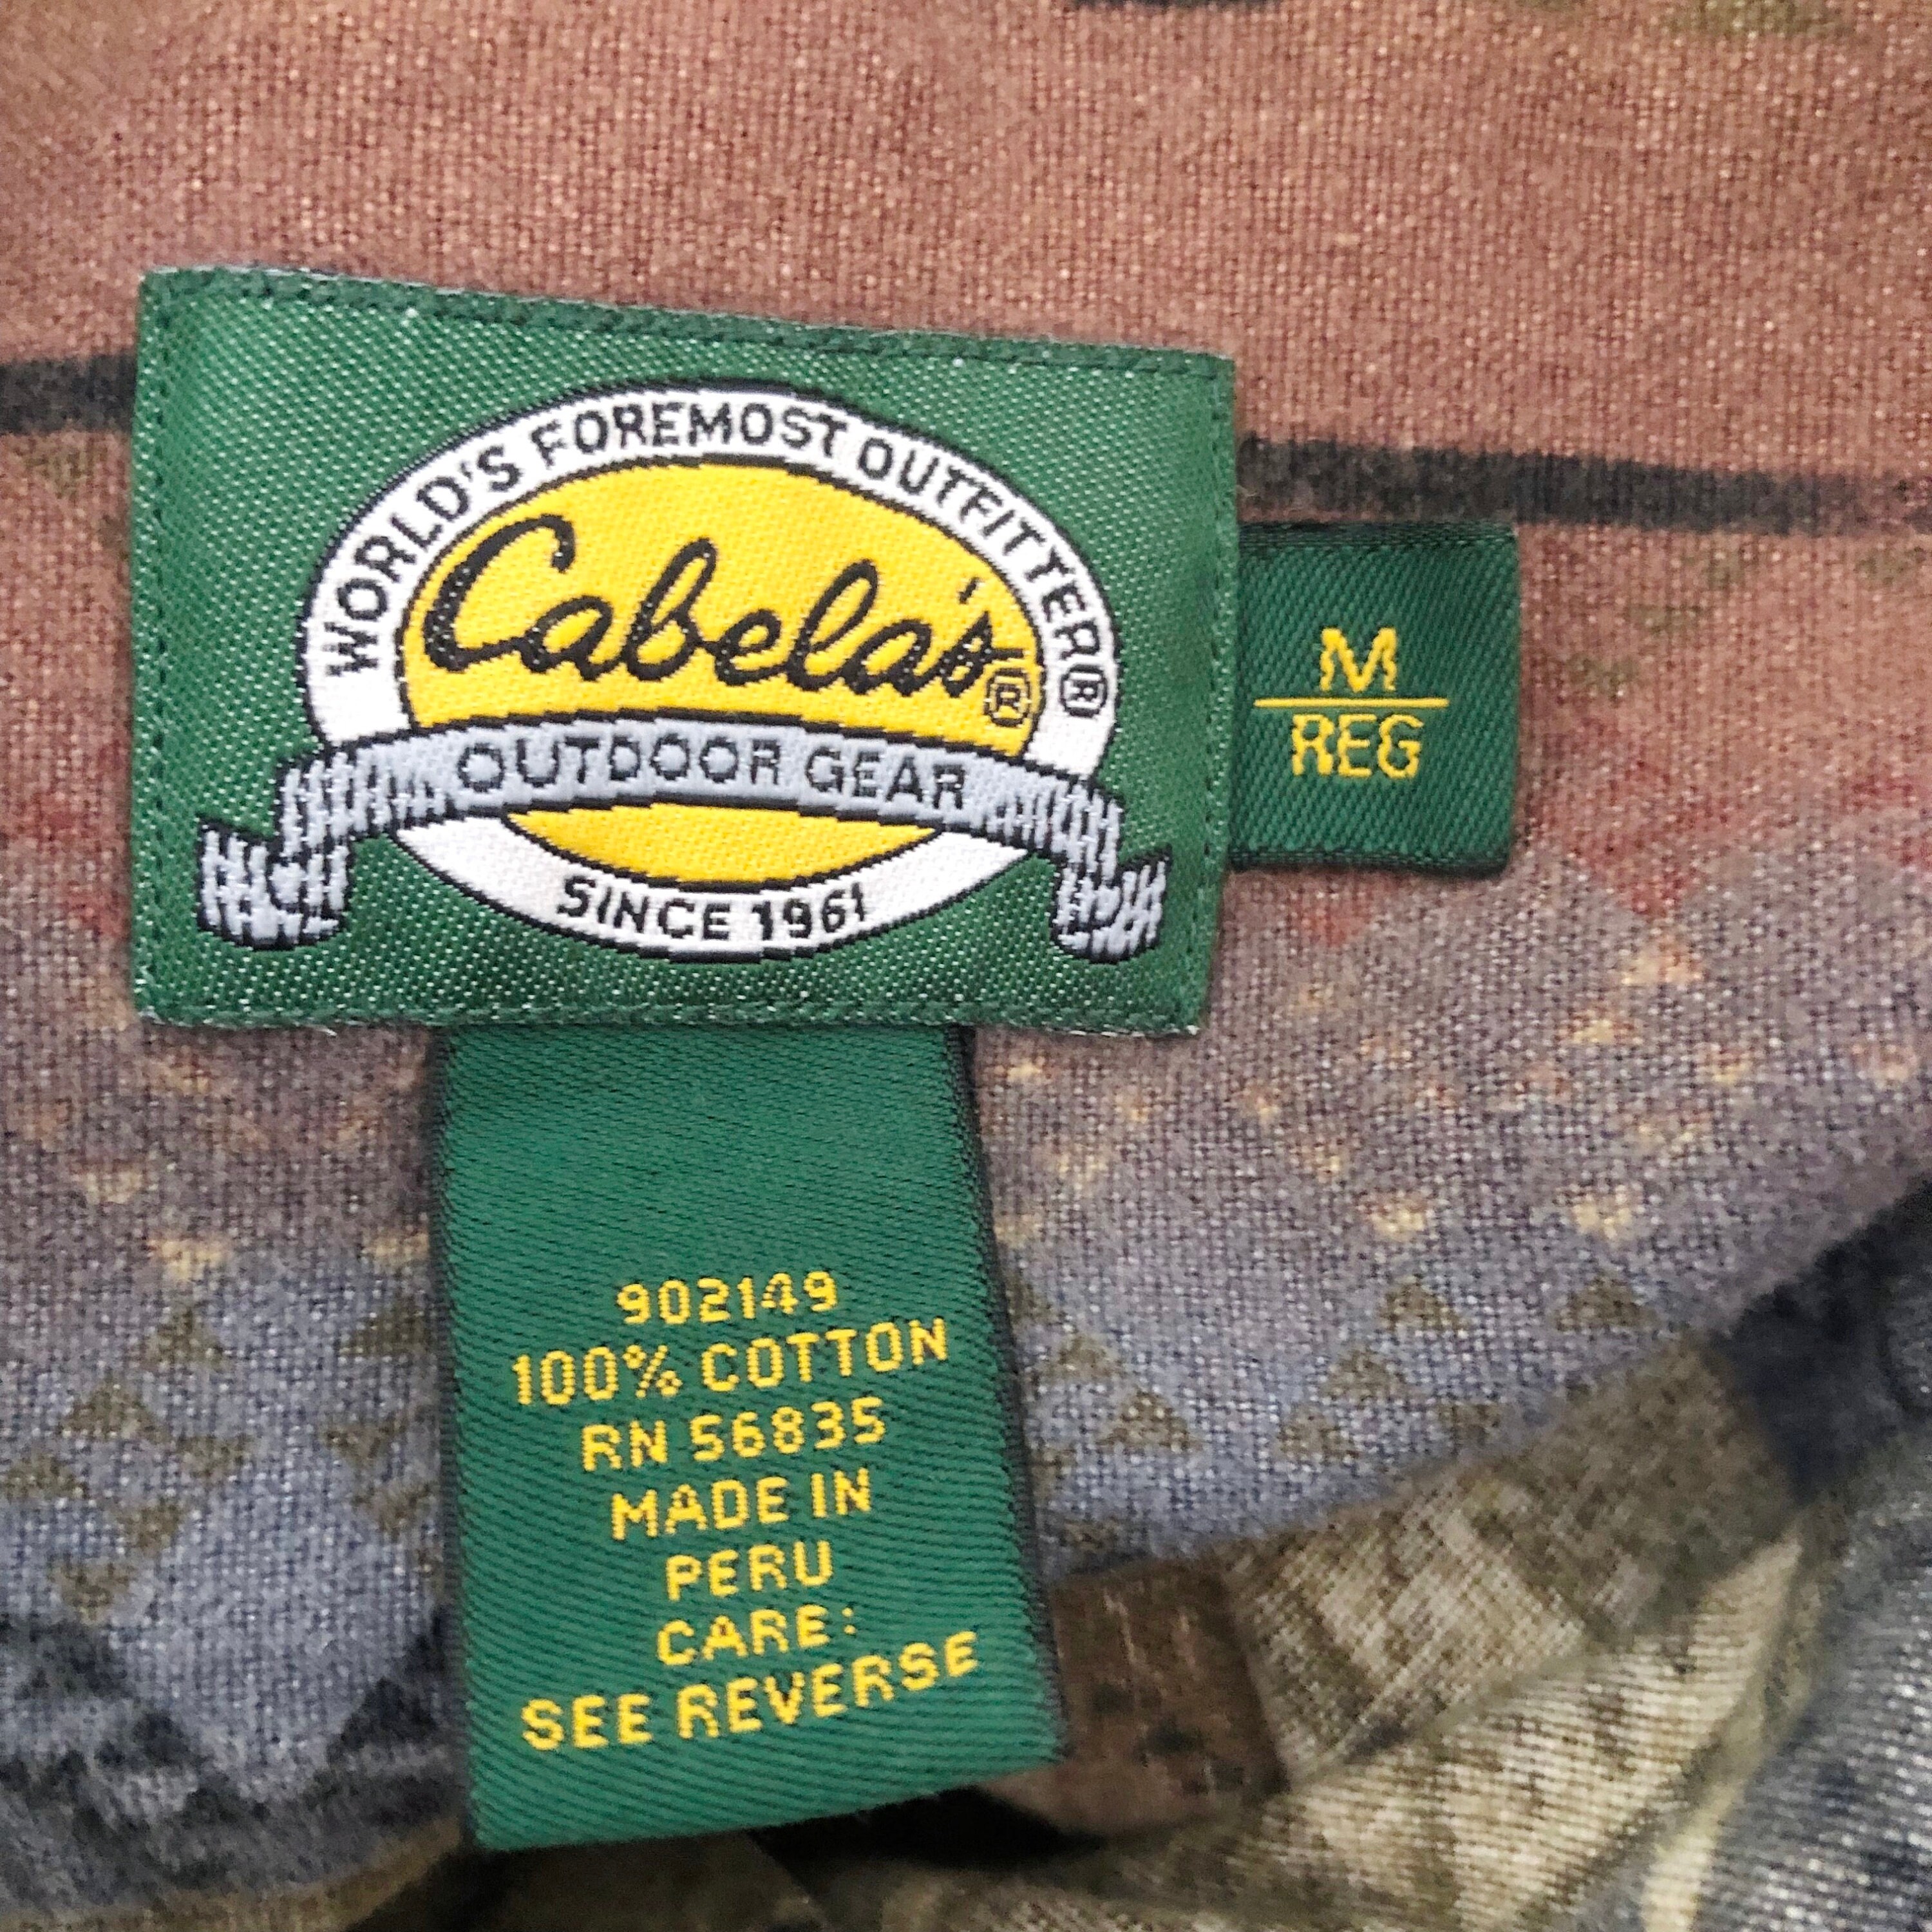 WORLD'S FOREMOST OUTFITTER®
Cabela's®
OUTDOOR GEAR
SINCE 1961
M
REG
902149
100% COTTON
RN 56835
MADE IN
PERU
CARE:
SEE REVERSE